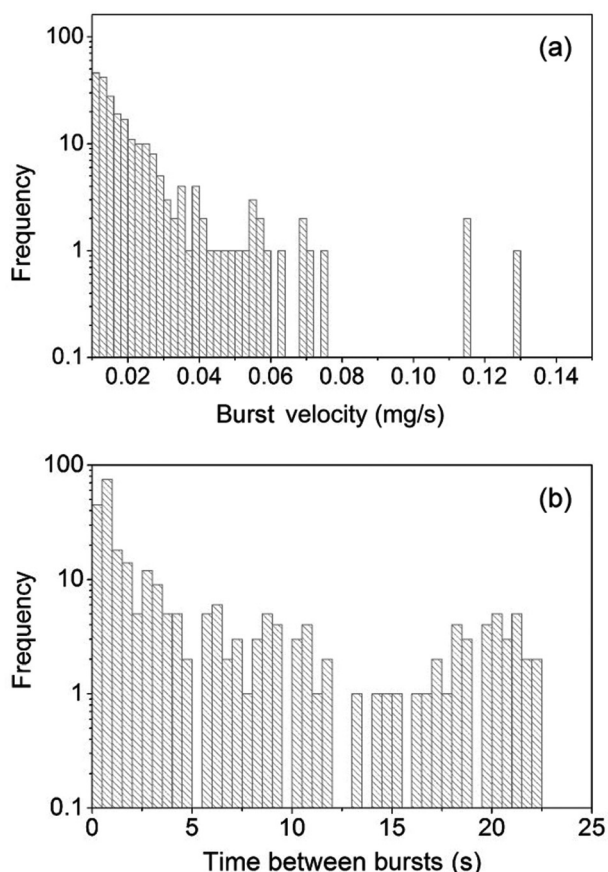 (a)
100
10
1
0.1
Frequency
0.02 0.04 0.06 0.08 0.10 0.12 0.14
Burst velocity (mg/s)
(b)
100
10
1
0.1
Frequency
0 5 10 15 20 25
Time between bursts (s)